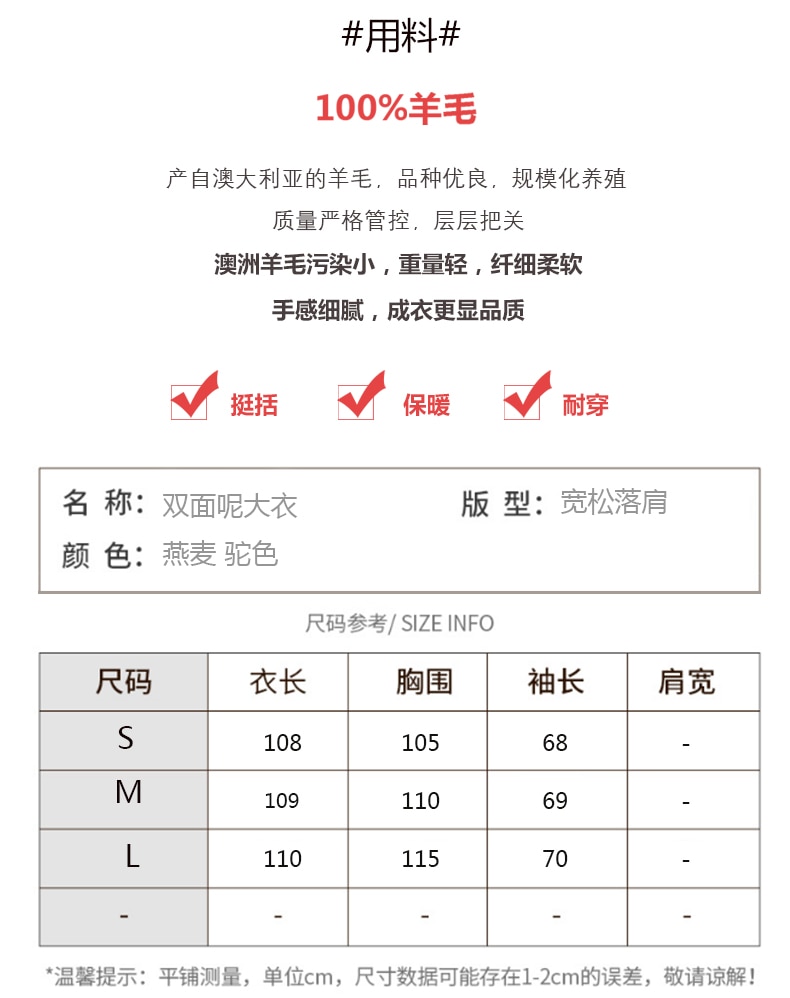 #用料#
100%羊毛
产自澳大利亚的羊毛，品种优良，规模化养殖
质量严格管控，层层把关
澳洲羊毛污染小，重量轻，纤细柔软
手感细腻，成衣更显品质
挺括 保暖 耐穿
名 称：双面呢大衣 版 型：宽松落肩
颜 色：燕麦 驼色
尺码参考/ SIZE INFO
尺码 衣长 胸围 袖长 肩宽
S 108 105 68 -
M 109 110 69 -
L 110 115 70 -
- - - - -
*温馨提示：平铺测量，单位cm，尺寸数据可能存在1-2cm的误差，敬请谅解！